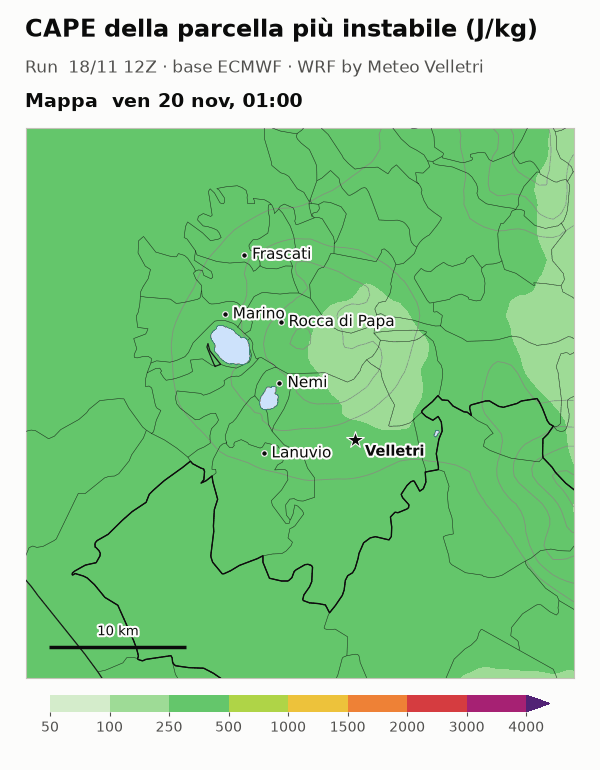 CAPE della parcella più instabile (J/kg)
Run  18/11 12Z · base ECMWF · WRF by Meteo Velletri
Mappa  ven 20 nov, 01:00
Frascati
Marino
Rocca di Papa
Nemi
Lanuvio
Velletri
10 km
50 100 250 500 1000 1500 2000 3000 4000